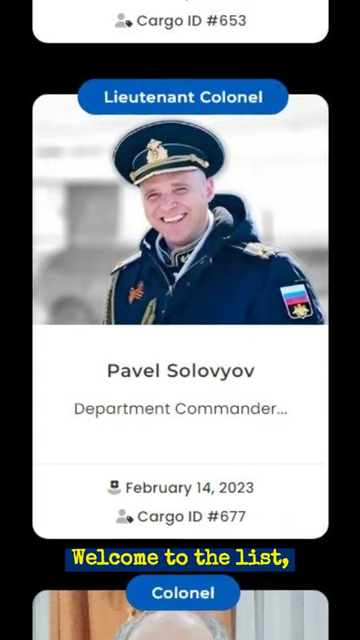 Cargo ID #653
Lieutenant Colonel
Pavel Solovyov
Department Commander...
February 14, 2023
Cargo ID #677
Welcome to the list,
Colonel